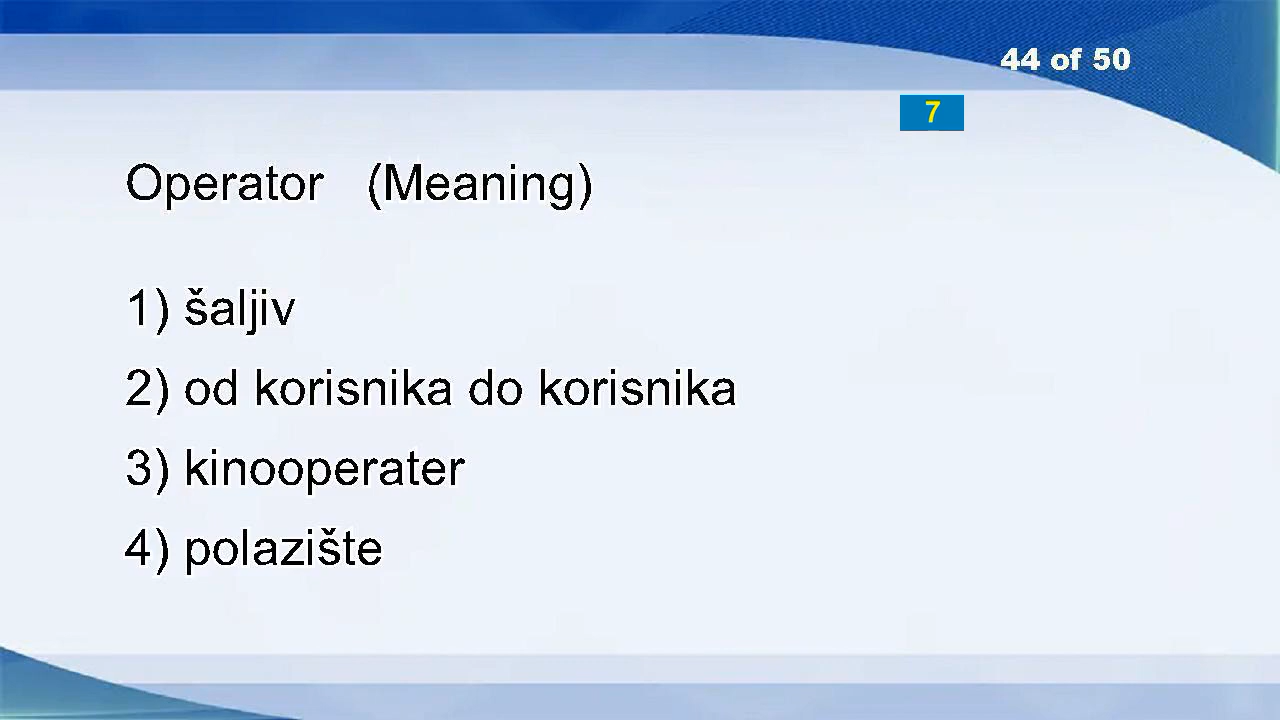 44 of 50
7
Operator (Meaning)
1) šaljiv
2) od korisnika do korisnika
3) kinooperater
4) polazište